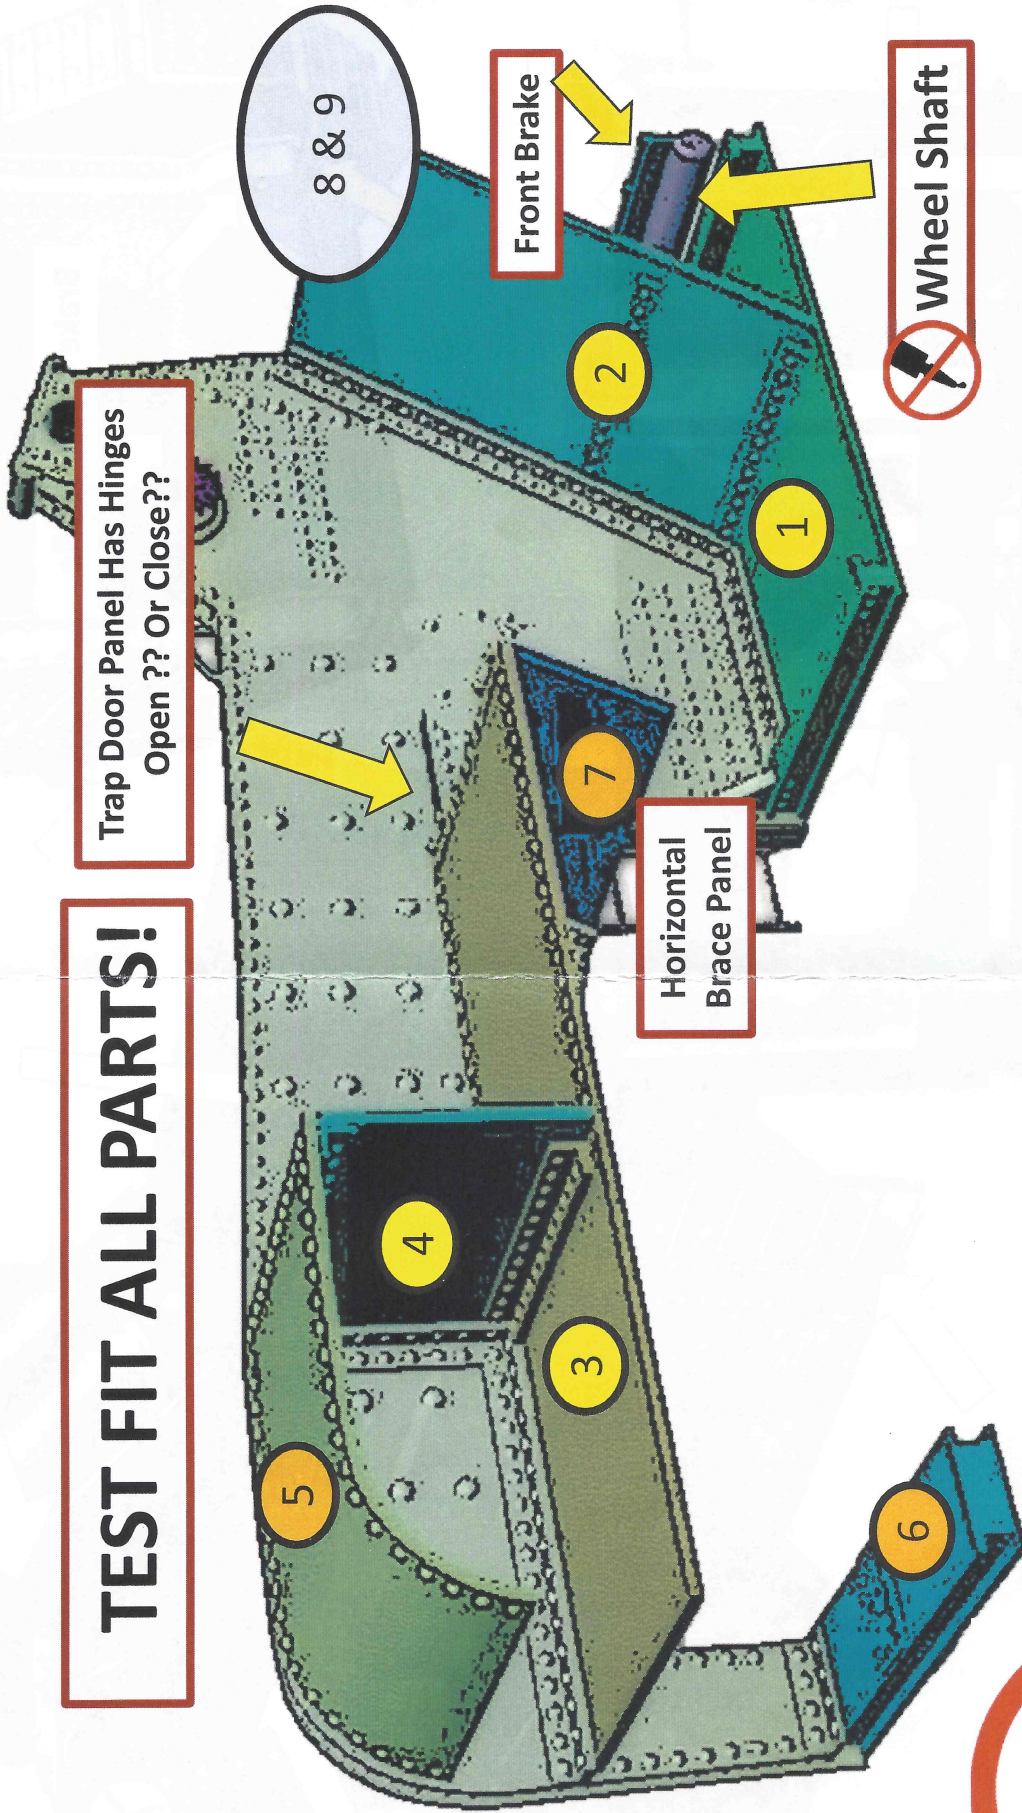 TEST FIT ALL PARTS!
Trap Door Panel Has Hinges
Open ?? Or Close??
8 & 9
Front Brake
Wheel Shaft
Horizontal
Brace Panel
5
4
3
6
7
2
1